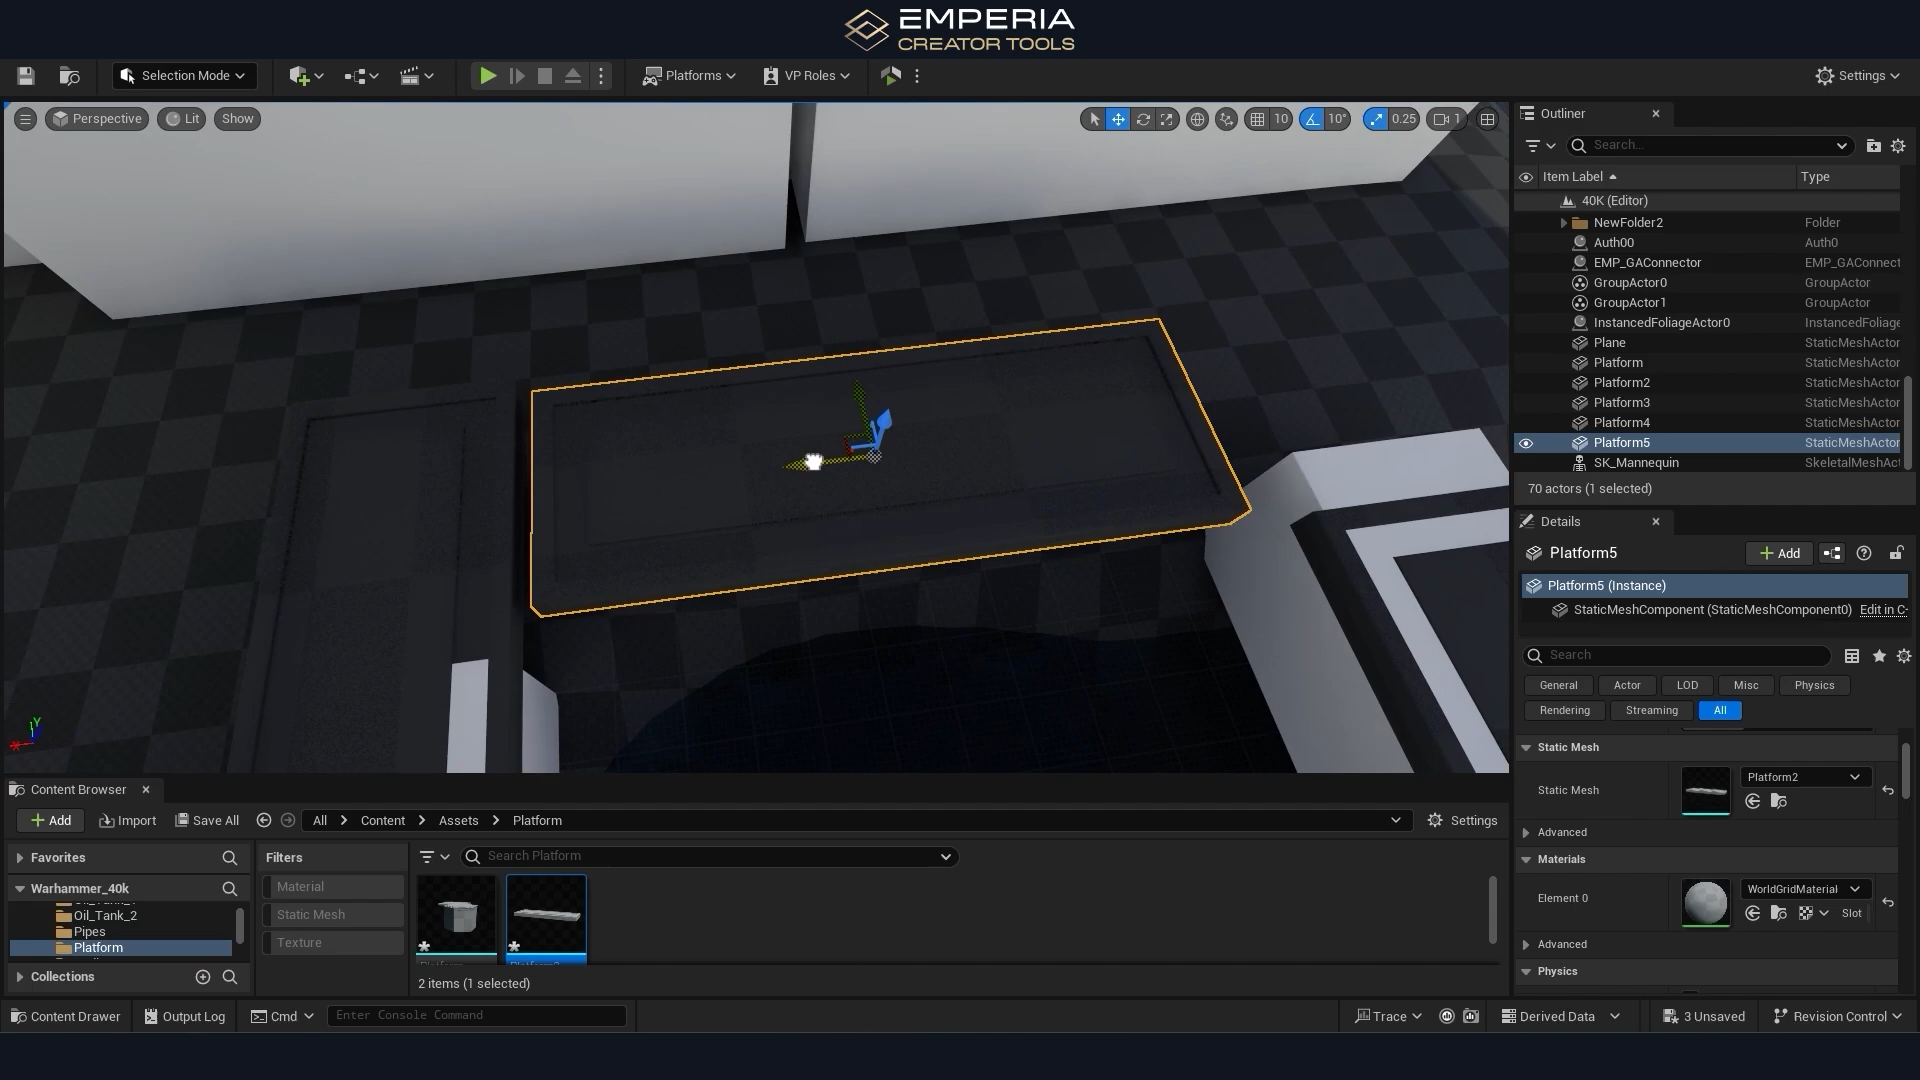 EMPERIA
CREATOR TOOLS
Selection Mode
Platforms
VP Roles
Settings
Perspective
Lit
Show
10
10°
0.25
1
Outliner
Search...
Item Label
Type
40K (Editor)
NewFolder2 Folder
Auth00 Auth0
EMP_GAConnector EMP_GAConnect
GroupActor0 GroupActor
GroupActor1 GroupActor
InstancedFoliageActor0 InstancedFoliage
Plane StaticMeshActor
Platform StaticMeshActor
Platform2 StaticMeshActor
Platform3 StaticMeshActor
Platform4 StaticMeshActor
Platform5 StaticMeshActor
SK_Mannequin SkeletalMeshAct
70 actors (1 selected)
Details
Platform5
Add
Platform5 (Instance)
StaticMeshComponent (StaticMeshComponent0) Edit in C-
Search
General Actor LOD Misc Physics
Rendering Streaming All
Static Mesh
Static Mesh
Platform2
Advanced
Materials
Element 0
WorldGridMaterial
Slot
Advanced
Physics
Y
X
Content Browser
Add
Import
Save All
All
Content
Assets
Platform
Settings
Favorites
Warhammer_40k
Oil_Tank_2
Pipes
Platform
Collections
Filters
Material
Static Mesh
Texture
Search Platform
2 items (1 selected)
Content Drawer
Output Log
Cmd
Enter Console Command
Trace
Derived Data
3 Unsaved
Revision Control